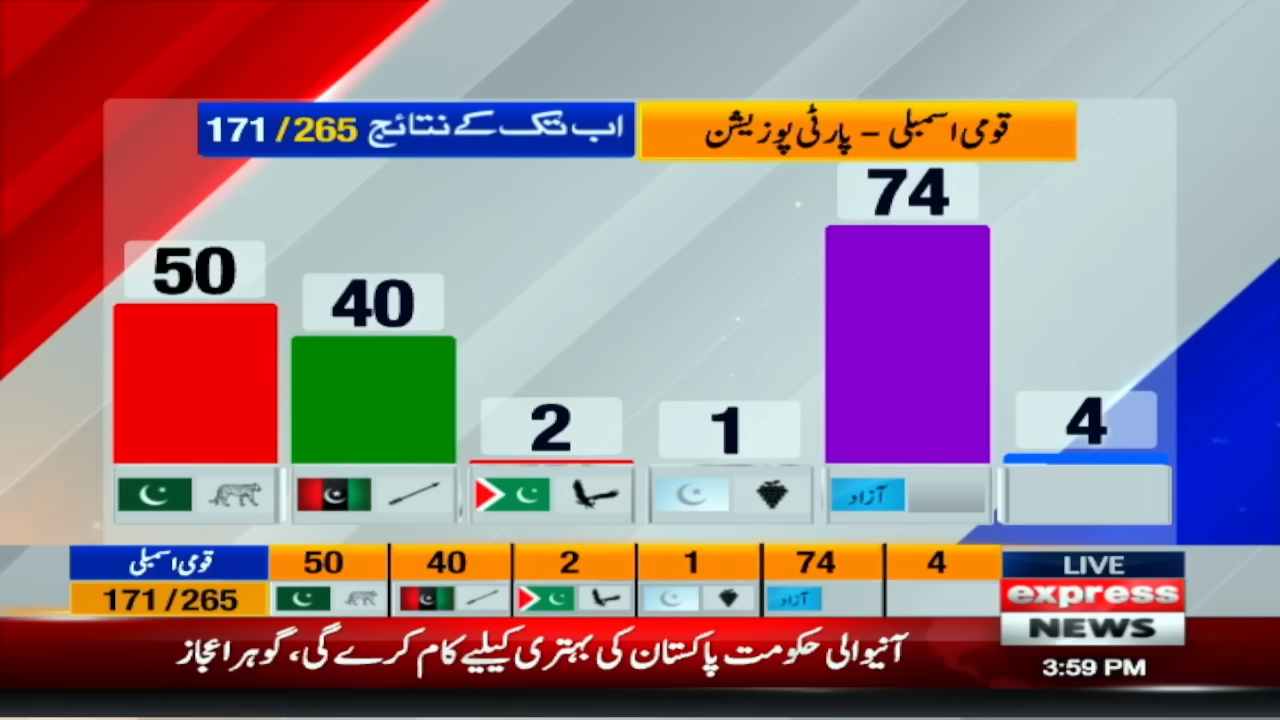 قومی اسمبلی - پارٹی پوزیشن
اب تک کے نتائج 171/265
50
40
2
1
74
4
آزاد
قومی اسمبلی 50 40 2 1 74 4
171/265 آزاد
LIVE
express
NEWS
3:59 PM
آنیوالی حکومت پاکستان کی بہتری کیلیے کام کرے گی، گوہر اعجاز